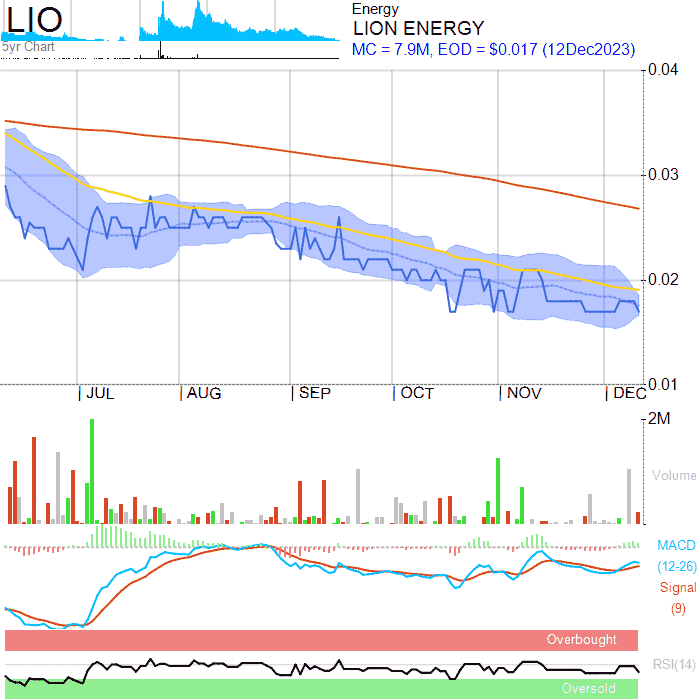 LIO
5yr Chart
Energy
LION ENERGY
MC = 7.9M, EOD = $0.017 (12Dec2023)
0.04
0.03
0.02
0.01
JUL
AUG
SEP
OCT
NOV
DEC
2M
Volume
MACD
(12-26)
Signal
(9)
Overbought
RSI(14)
Oversold